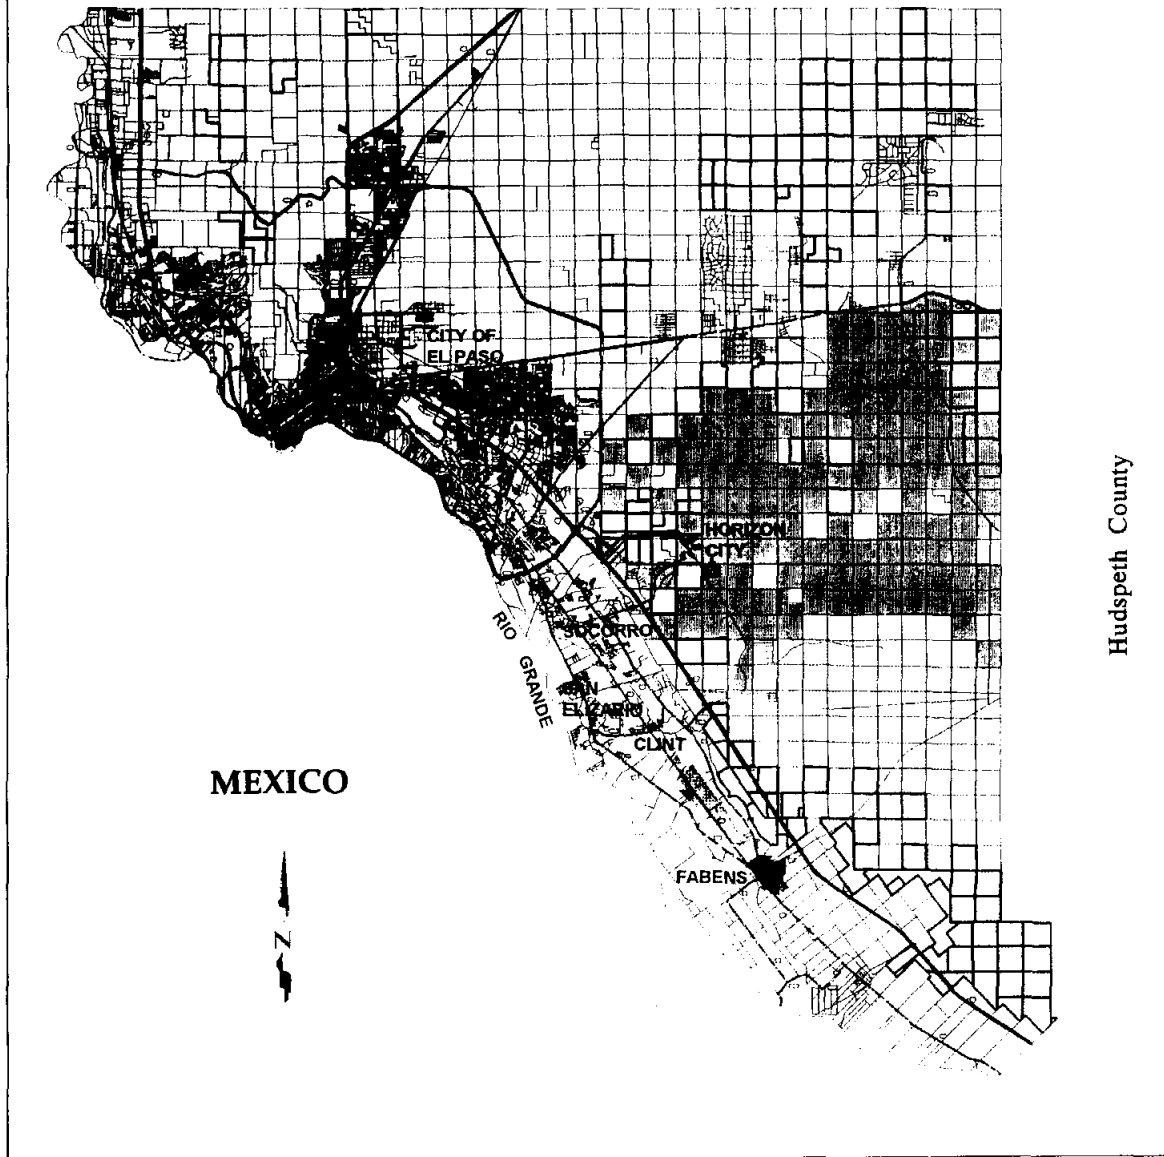 CITY OF
EL PASO
HORIZON
CITY
Hudspeth County
RIO
GRANDE
SOCORRO
SAN
ELIZARIO
CLINT
MEXICO
FABENS
N